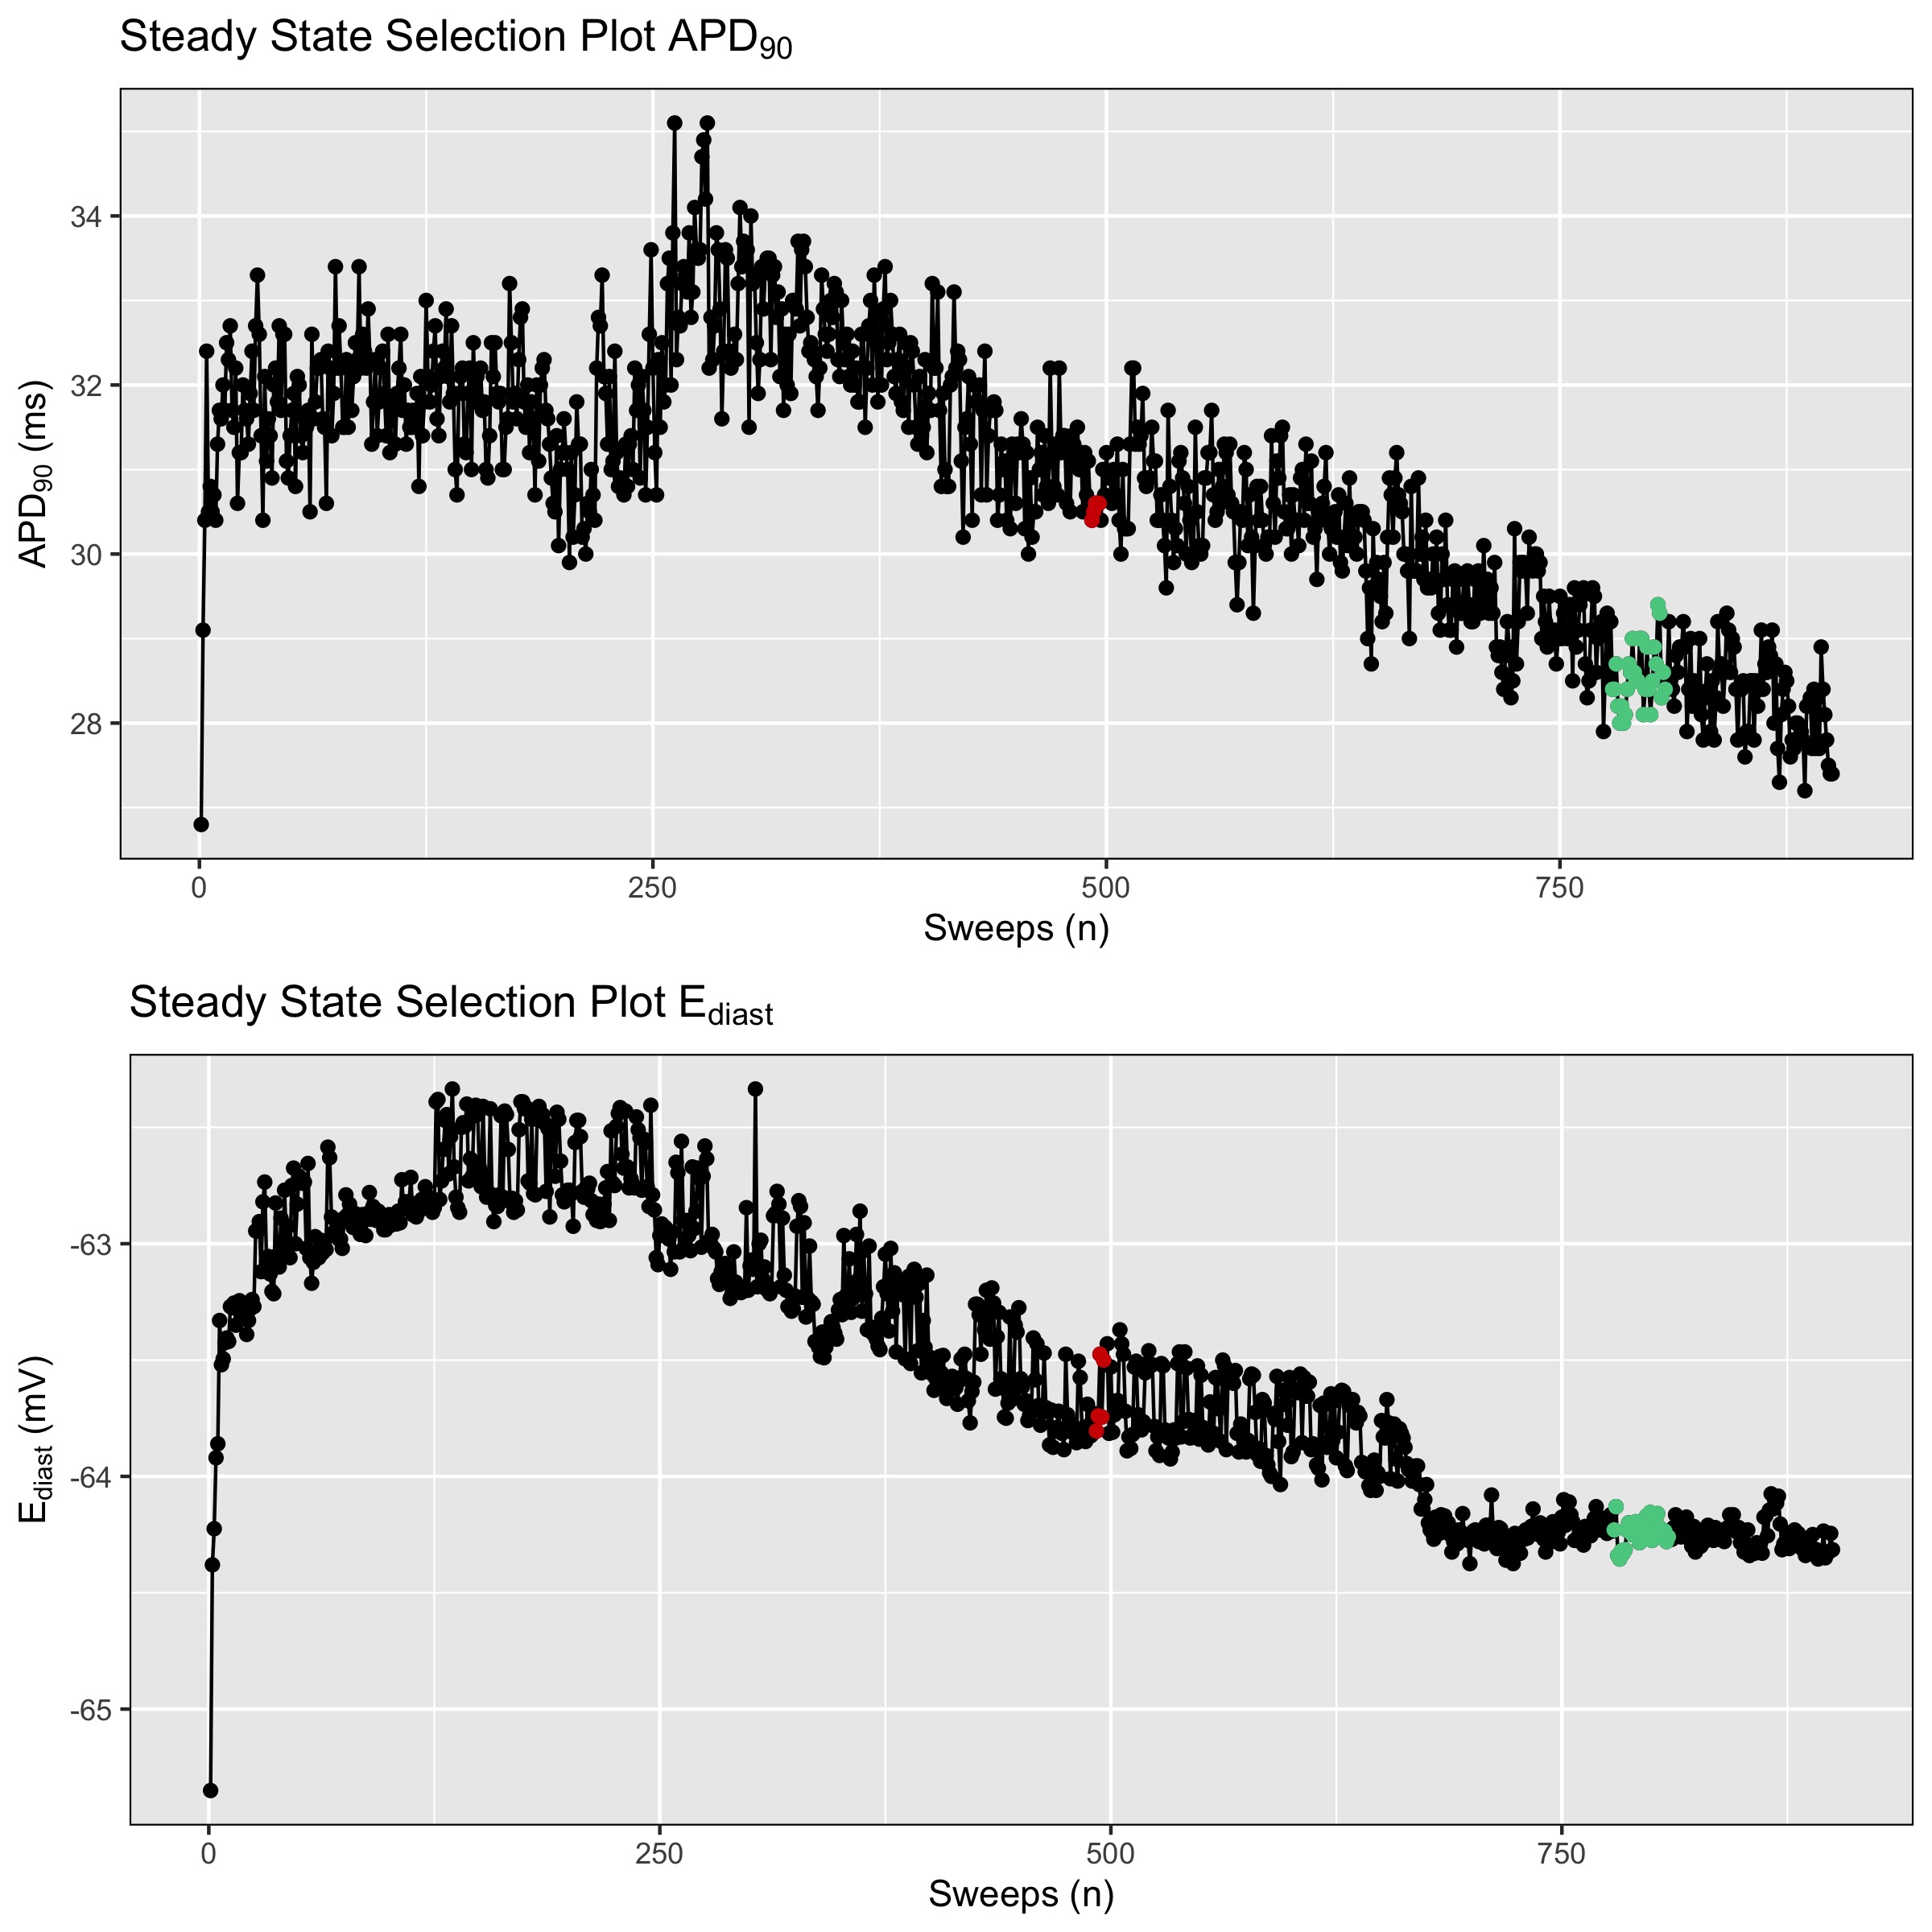 Steady State Selection Plot APD90
APD90 (ms)
34
32
30
28
0 250 500 750
Sweeps (n)
Steady State Selection Plot Ediast
Ediast (mV)
-63
-64
-65
0 250 500 750
Sweeps (n)